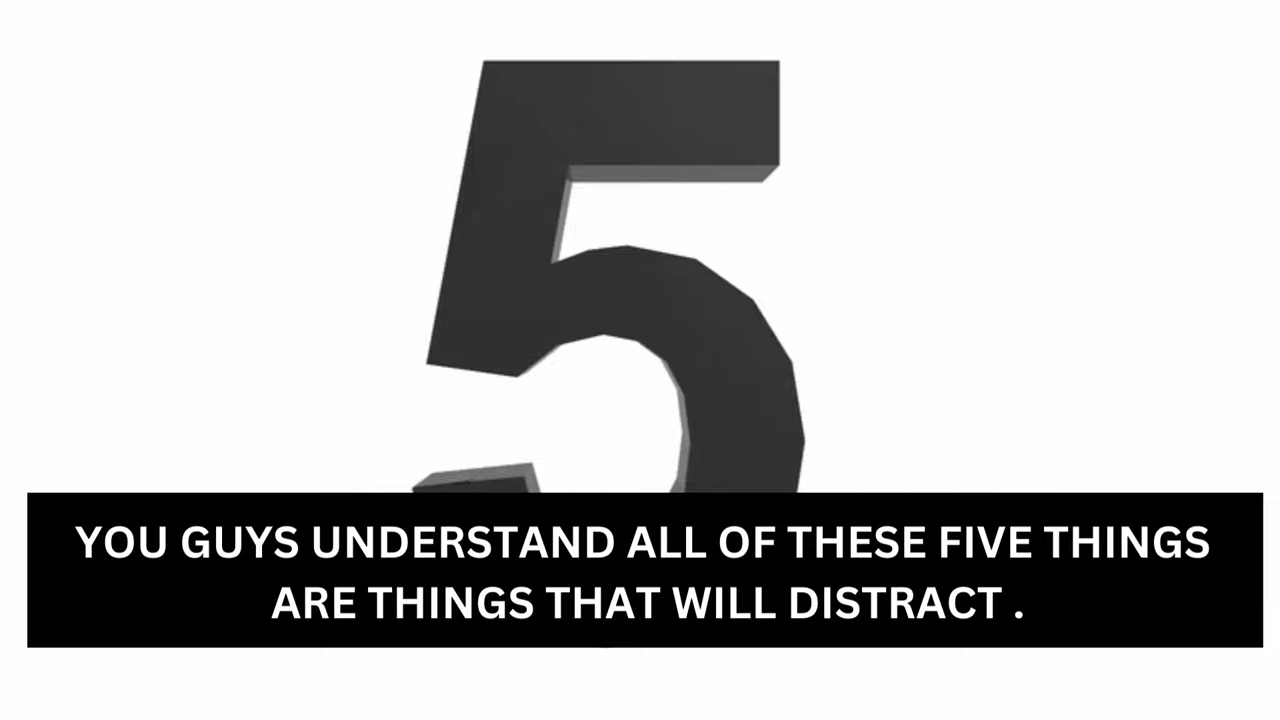 5
YOU GUYS UNDERSTAND ALL OF THESE FIVE THINGS
ARE THINGS THAT WILL DISTRACT .